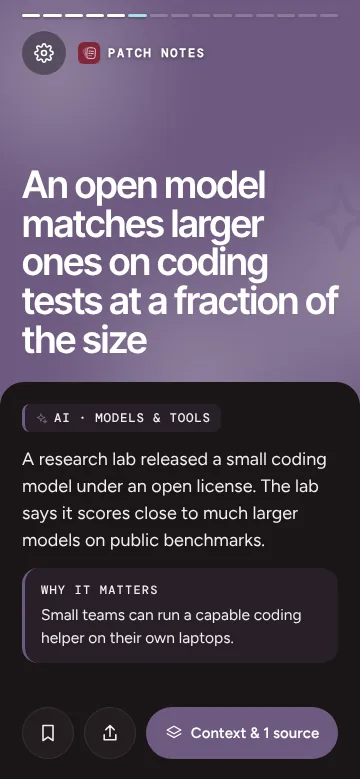 PATCH NOTES
An open model
matches larger
ones on coding
tests at a fraction of
the size
AI · MODELS & TOOLS
A research lab released a small coding
model under an open license. The lab
says it scores close to much larger
models on public benchmarks.
WHY IT MATTERS
Small teams can run a capable coding
helper on their own laptops.
Context & 1 source